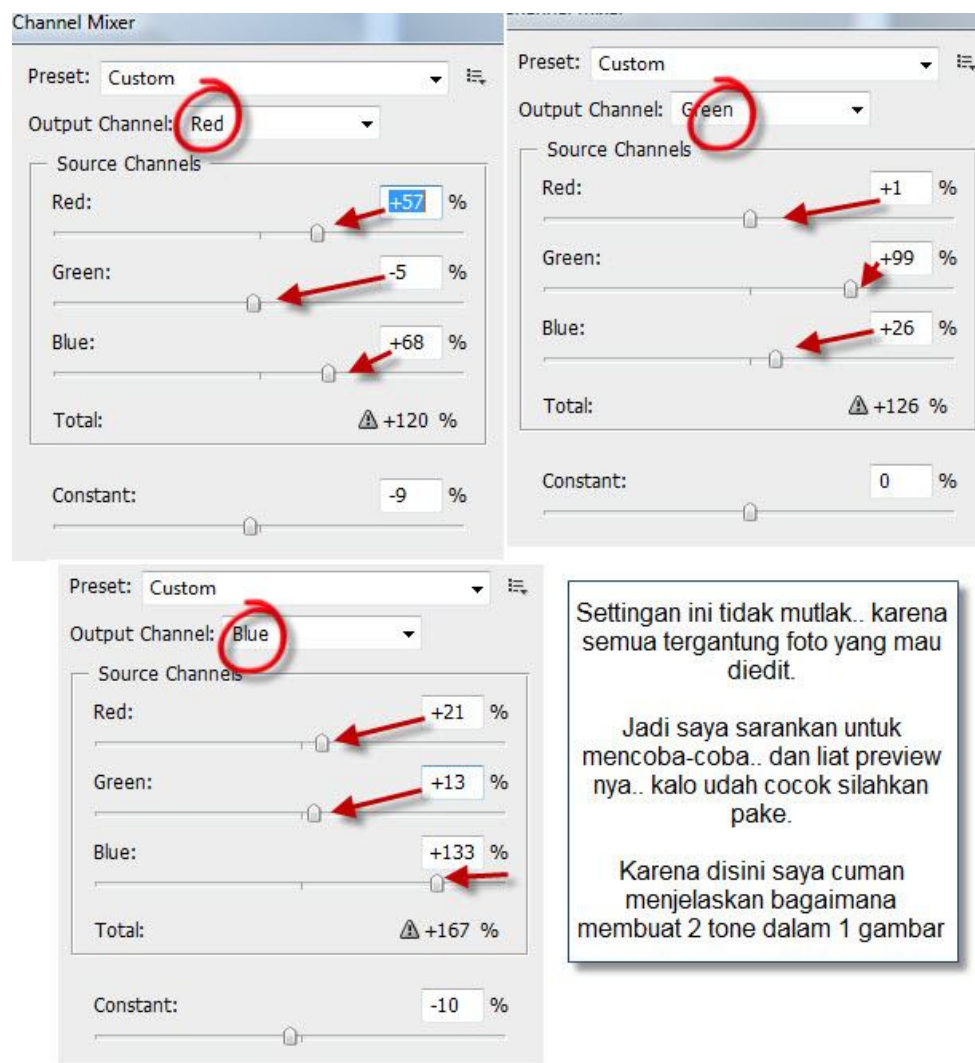 Channel Mixer
Preset: Custom
Output Channel: Red
Source Channels
Red: +57 %
Green: -5 %
Blue: +68 %
Total: +120 %
Constant: -9 %
Preset: Custom
Output Channel: Green
Source Channels
Red: +1 %
Green: +99 %
Blue: +26 %
Total: +126 %
Constant: 0 %
Preset: Custom
Output Channel: Blue
Source Channels
Red: +21 %
Green: +13 %
Blue: +133 %
Total: +167 %
Constant: -10 %
Settingan ini tidak mutlak.. karena
semua tergantung foto yang mau
diedit.
Jadi saya sarankan untuk
mencoba-coba.. dan liat preview
nya.. kalo udah cocok silahkan
pake.
Karena disini saya cuman
menjelaskan bagaimana
membuat 2 tone dalam 1 gambar